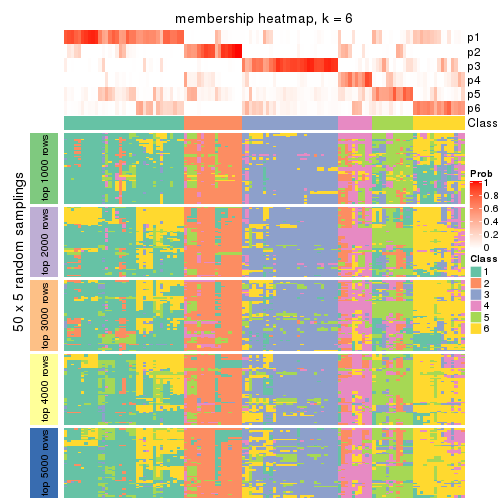 membership heatmap, k = 6
p1
p2
p3
p4
p5
p6
Class
50 x 5 random samplings
top 1000 rows
top 2000 rows
top 3000 rows
top 4000 rows
top 5000 rows
Prob
1
0.8
0.6
0.4
0.2
0
Class
1
2
3
4
5
6